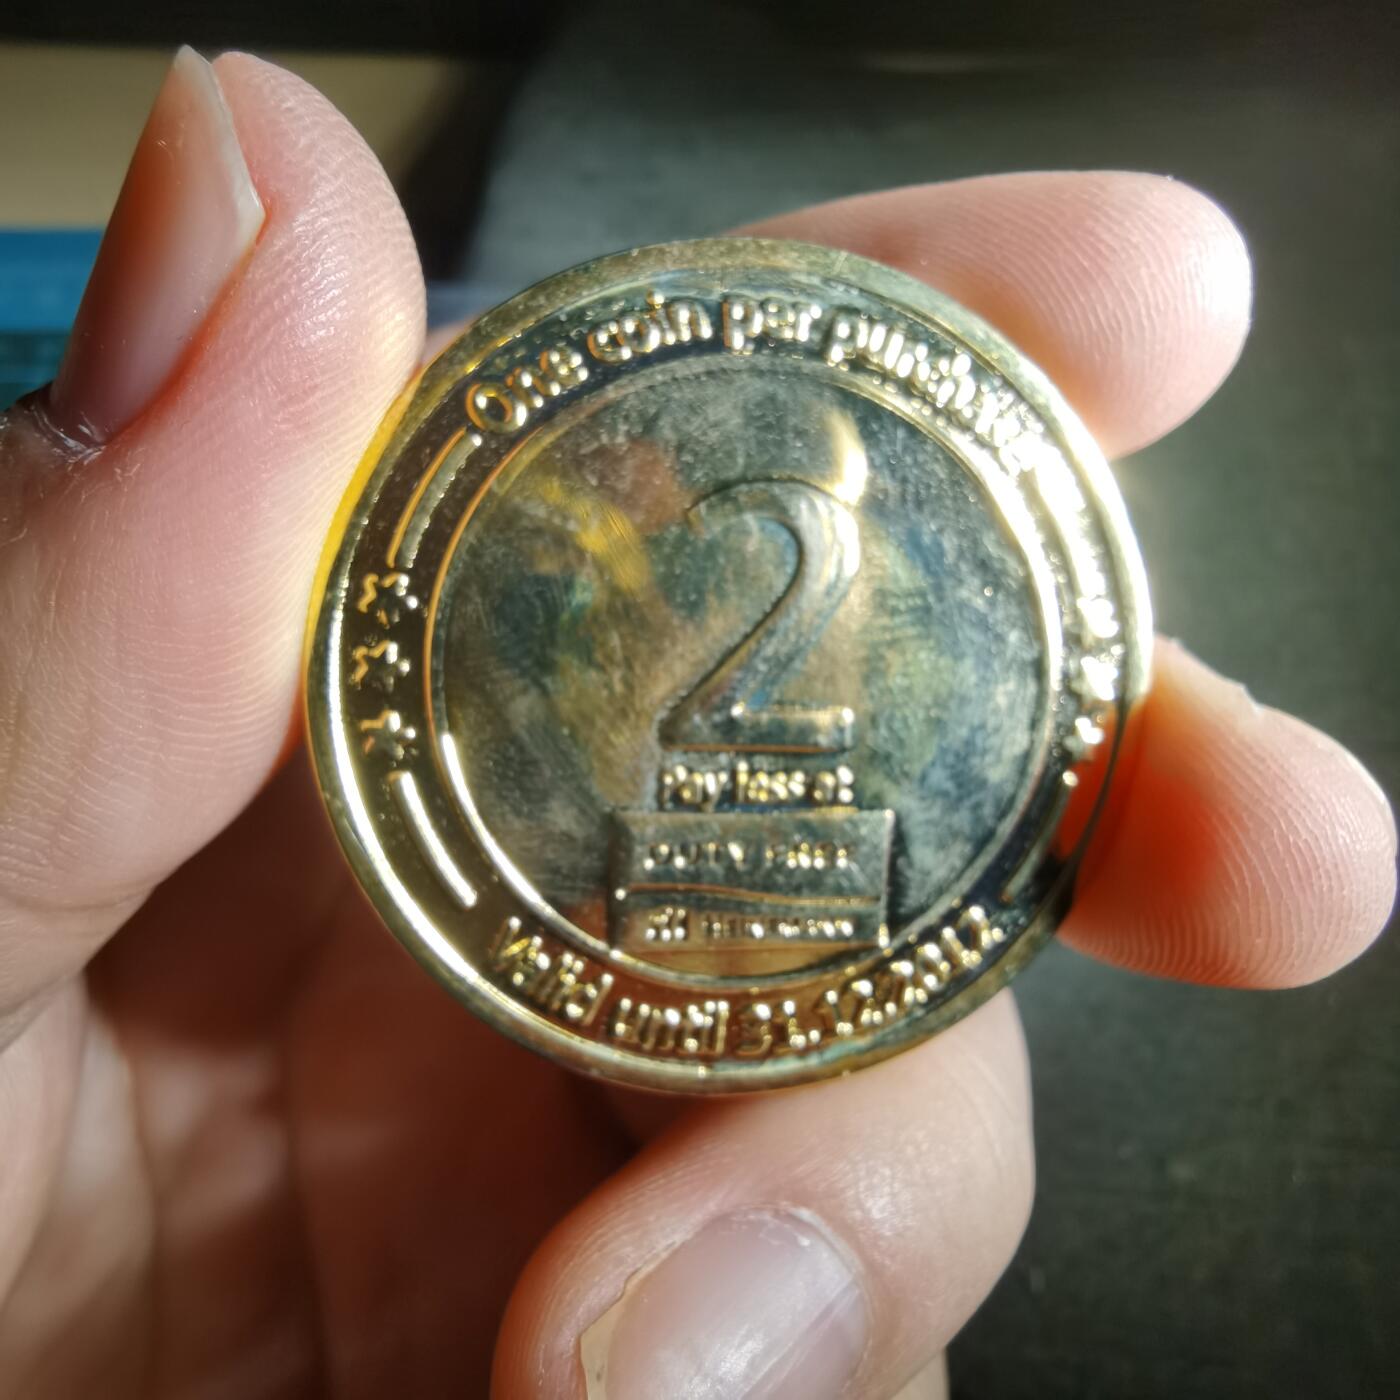 One coin per purchase
2
Pay less at
DUTY FREE
Valid until 31.12.2012